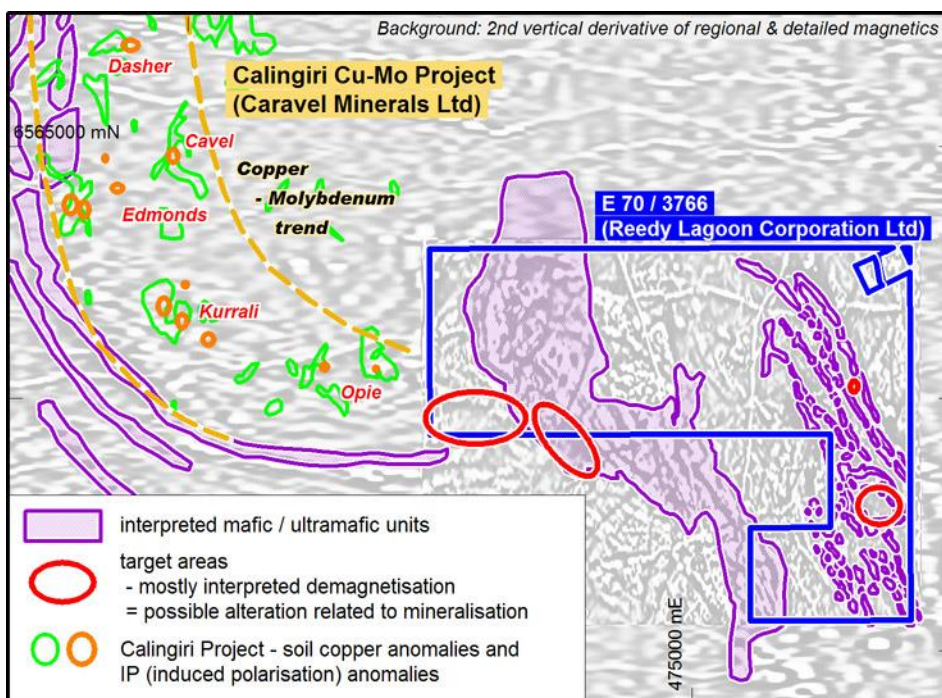 Background: 2nd vertical derivative of regional & detailed magnetics
Dasher
Calingiri Cu-Mo Project
(Caravel Minerals Ltd)
6565000 mN
Cavel
Copper
- Molybdenum
trend
Edmonds
E 70 / 3766
(Reedy Lagoon Corporation Ltd)
Kurrali
Opie
interpreted mafic / ultramafic units
target areas
- mostly interpreted demagnetisation
= possible alteration related to mineralisation
Calingiri Project - soil copper anomalies and
IP (induced polarisation) anomalies
475000 mE